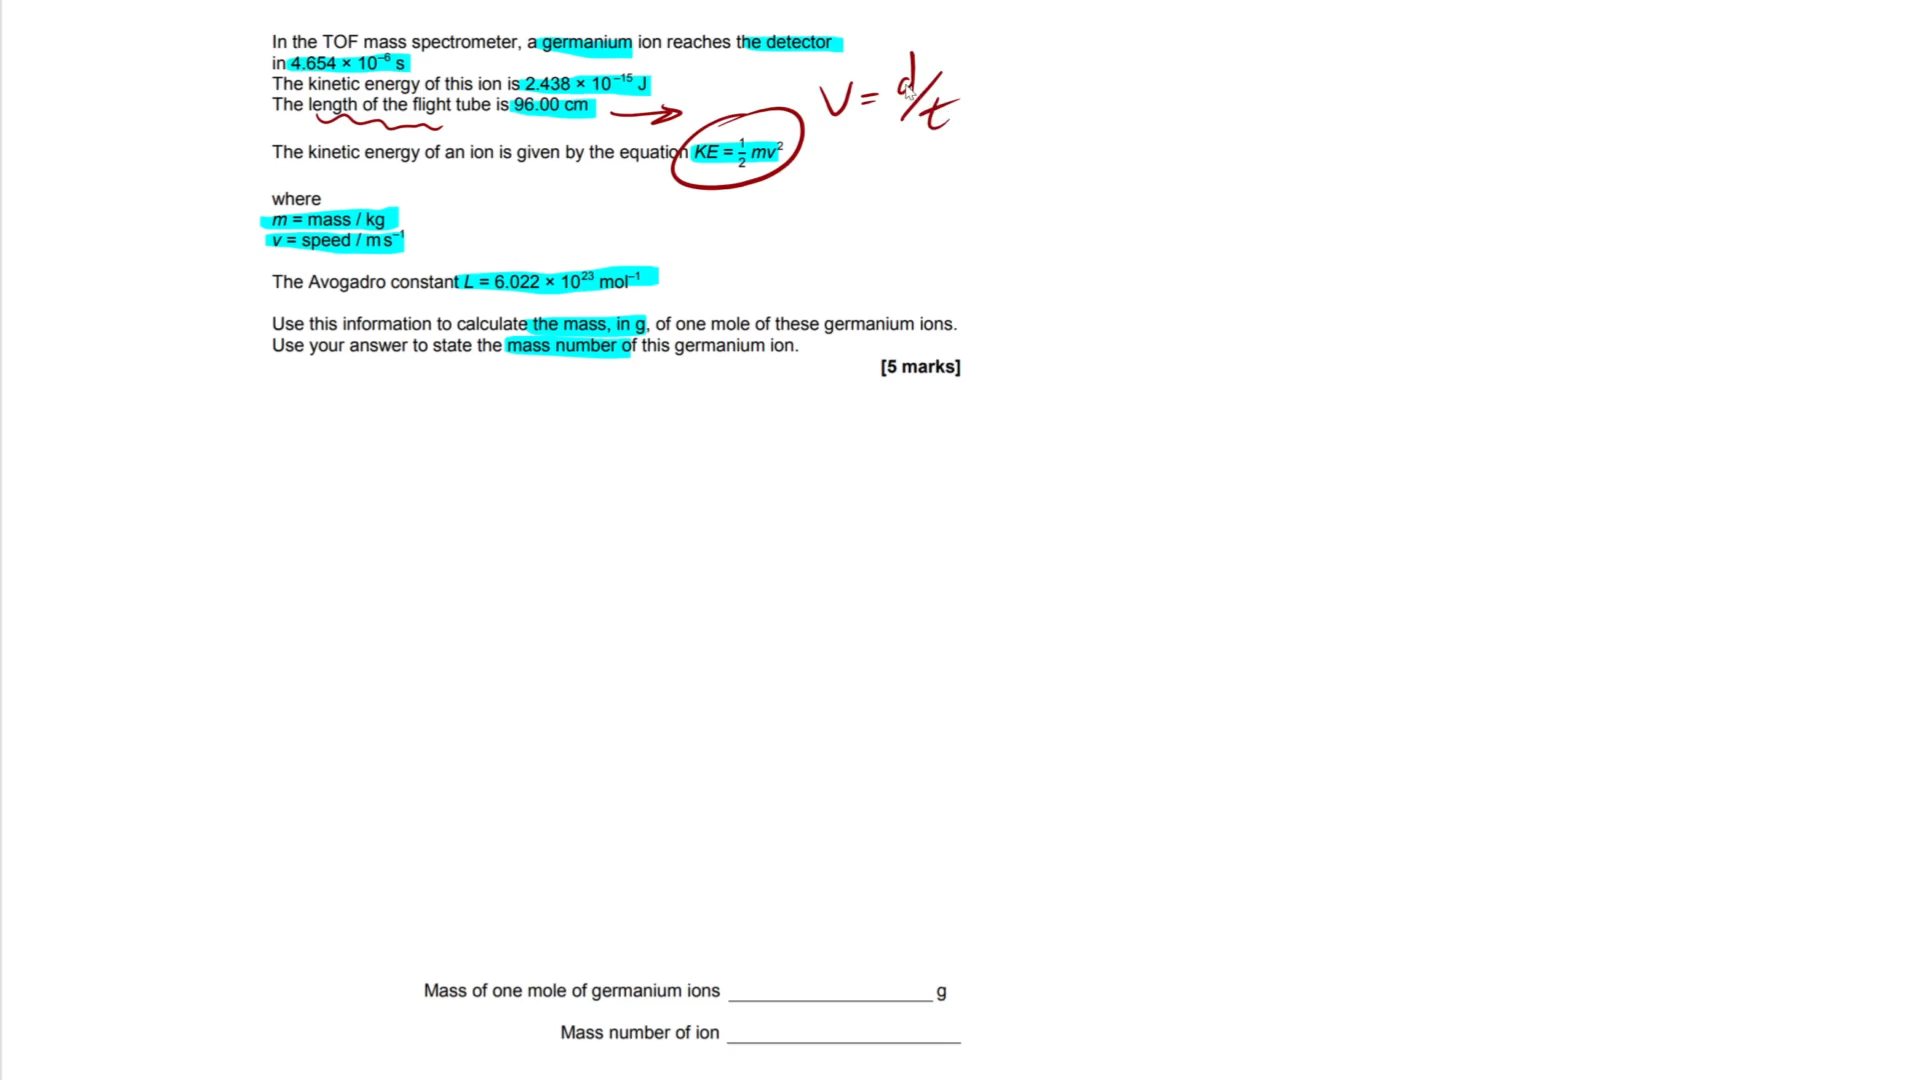 In the TOF mass spectrometer, a germanium ion reaches the detector
in 4.654 × 10⁻⁶ s
The kinetic energy of this ion is 2.438 × 10⁻¹⁵ J
The length of the flight tube is 96.00 cm
V = d/t
The kinetic energy of an ion is given by the equation KE = ½ mv²
where
m = mass / kg
v = speed / m s⁻¹
The Avogadro constant L = 6.022 × 10²³ mol⁻¹
Use this information to calculate the mass, in g, of one mole of these germanium ions.
Use your answer to state the mass number of this germanium ion.
[5 marks]
Mass of one mole of germanium ions ____________________ g
Mass number of ion ____________________